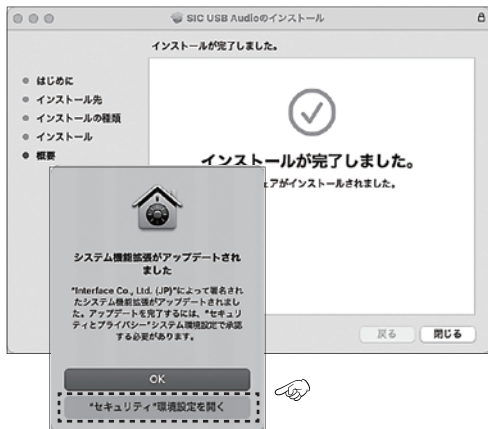 SIC USB Audioのインストール
インストールが完了しました。
はじめに
インストール先
インストールの種類
インストール
概要
インストールが完了しました。
ェアがインストールされました。
システム機能拡張がアップデートされ
ました
"Interface Co., Ltd. (JP)"によって署名され
たシステム機能拡張がアップデートされまし
た。アップデートを完了するには、"セキュリ
ティとプライバシー"システム環境設定で承認
する必要があります。
OK
"セキュリティ"環境設定を開く
戻る
閉じる